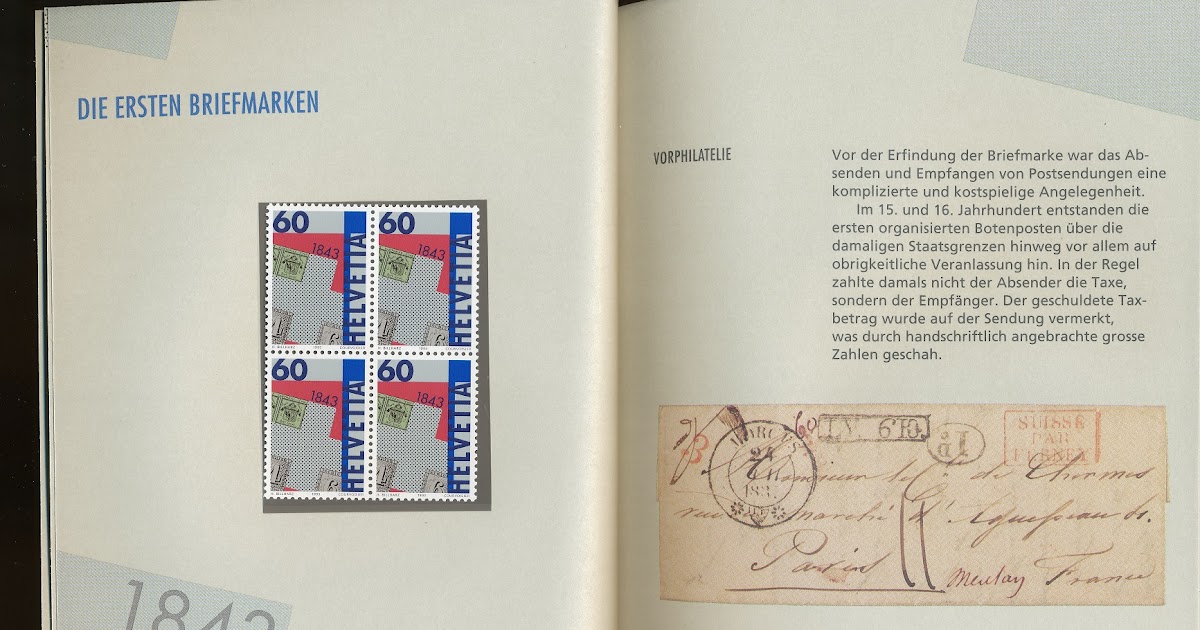 DIE ERSTEN BRIEFMARKEN
60
1843
HELVETIA
60
1843
HELVETIA
60
1843
HELVETIA
60
1843
HELVETIA
1843
VORPHILATELIE
Vor der Erfindung der Briefmarke war das Ab-
senden und Empfangen von Postsendungen eine
komplizierte und kostspielige Angelegenheit.
Im 15. und 16. Jahrhundert entstanden die
ersten organisierten Botenposten über die
damaligen Staatsgrenzen hinweg vor allem auf
obrigkeitliche Veranlassung hin. In der Regel
zahlte damals nicht der Absender die Taxe,
sondern der Empfänger. Der geschuldete Tax-
betrag wurde auf der Sendung vermerkt,
was durch handschriftlich angebrachte grosse
Zahlen geschah.
SUISSE
PAR
FERNEY
MORGES
Monsieur de
Paris
France